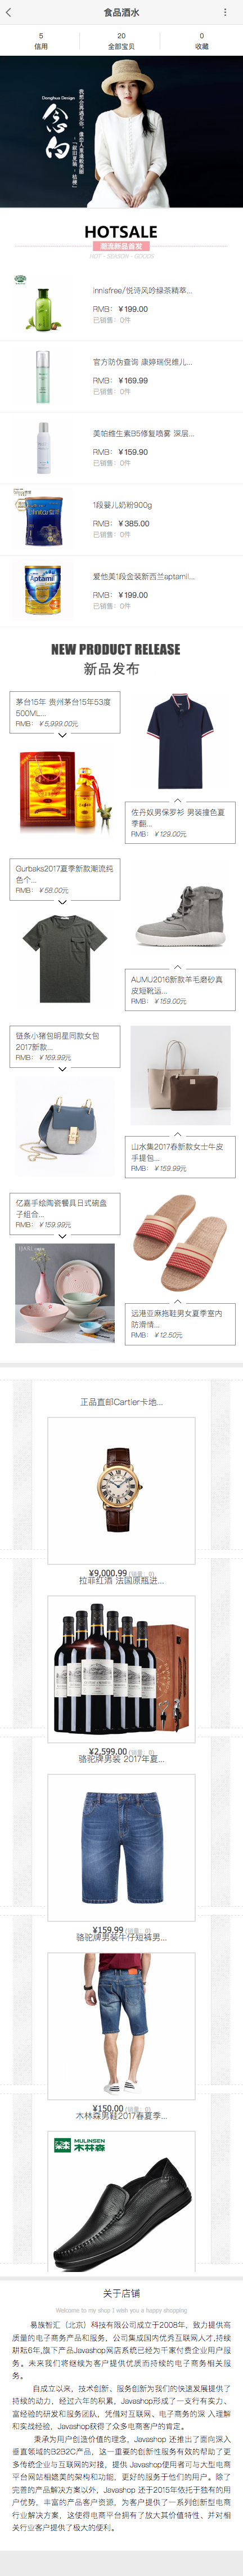 食品酒水
5
20
0
信用
全部宝贝
收藏
Donghua Design
念白
我都会再遇见你,
像恋人里最般美丽
HOTSALE
潮流新品首发
HOT - SEASON - GOODS
innisfree/悦诗风吟绿茶精萃...
RMB: ￥199.00
已销售: 0件
官方防伪查询 康婷瑞倪维儿...
RMB: ￥169.99
已销售: 0件
美帕维生素B5修复喷雾 深层...
RMB: ￥159.90
已销售: 0件
1段婴儿奶粉900g
RMB: ￥385.00
已销售: 0件
Aptamil
爱他美1段金装新西兰aptamil...
RMB: ￥199.00
已销售: 0件
NEW PRODUCT RELEASE
新品发布
茅台15年 贵州茅台15年53度
500ML...
RMB: ￥5,999.00元
佐丹奴男保罗衫 男装撞色夏
季翻...
RMB: ￥129.00元
Gurbaks2017夏季新款潮流纯
色个...
RMB: ￥58.00元
AUMU2016新款羊毛磨砂真
皮短靴运...
RMB: ￥159.00元
链条小猪包明星同款女包
2017新款...
RMB: ￥169.99元
山水集2017春新款女士牛皮
手提包...
RMB: ￥159.99元
亿嘉手绘陶瓷餐具日式碗盘
子组合...
RMB: ￥159.99元
远港亚麻拖鞋男女夏季室内
防滑情...
RMB: ￥12.50元
正品直邮Cartier卡地...
¥9,000.99 (销量: 0)
拉菲红酒 法国原瓶进...
¥2,599.00 (销量: 0)
骆驼牌男装 2017年夏...
¥159.99 (销量: 0)
骆驼牌男装牛仔短裤男...
¥150.00 (销量: 0)
木林森男鞋2017春夏季...
MULINSEN
木林森
关于店铺
Welcome to my shop I wish you a happy shopping
易族智汇（北京）科技有限公司成立于2008年，致力提供高
质量的电子商务产品和服务，公司集成国内优秀互联网人才,持续
耕耘6年,旗下产品Javashop网店系统已经为千家付费企业用户服
务。未来我们将继续为客户提供优质而持续的电子商务相关服
务。
自成立以来，技术创新、服务创新为我们的快速发展提供了
持续的动力，经过六年的积累，Javashop形成了一支行有实力、
富经验的研发和服务团队，凭借对互联网、电子商务的深 入理解
和实战经验，Javashop获得了众多电商客户的肯定。
秉承为用户创造价值的理念，Javashop 还推出了面向深入
垂直领域的B2B2C产品，这一重要的创新性服务有效的帮助了更
多传统企业与互联网的对接，提供 Javashop使用者可与大型电商
平台网站相媲美的架构和功能，更好的服务于他们的用户。除了
完善的产品解决方案以外，Javashop 还于2015年依托于独有的用
户优势，丰富的产品客户资源，为客户提供了一系列创新型电商
行业解决方案，这使得电商平台拥有了放大其价值特性、并对相
关行业客户提供了极大的便利。